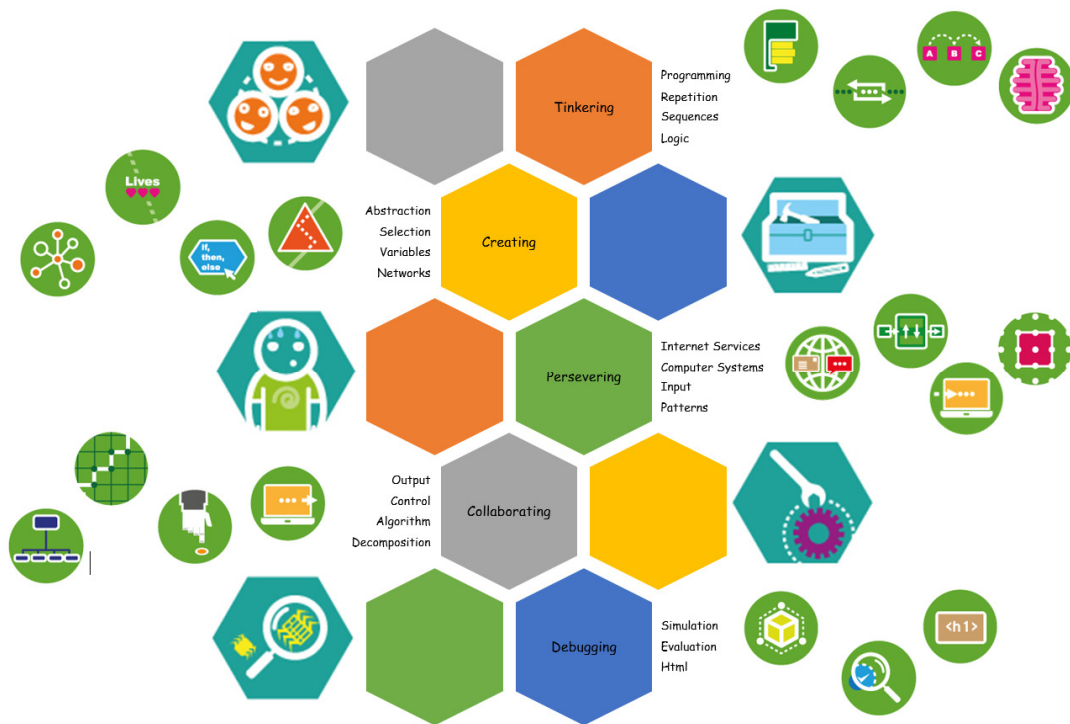 Tinkering
Programming
Repetition
Sequences
Logic
A B C
Lives
If,
then,
else
Abstraction
Selection
Variables
Networks
Creating
Persevering
Internet Services
Computer Systems
Input
Patterns
Output
Control
Algorithm
Decomposition
Collaborating
Debugging
Simulation
Evaluation
Html
<h1>